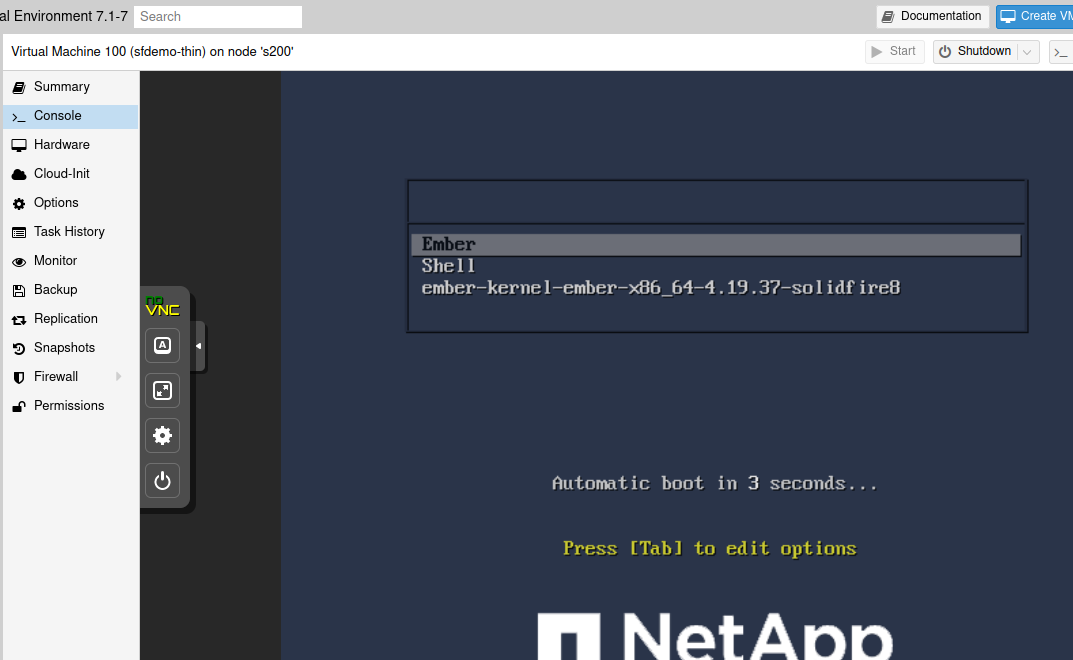 al Environment 7.1-7 Search Documentation Create VM
Virtual Machine 100 (sfdemo-thin) on node 's200' Start Shutdown
Summary
Console
Hardware
Cloud-Init
Options
Task History
Monitor
Backup
Replication
Snapshots
Firewall
Permissions
no
VNC
A
Ember
Shell
ember-kernel-ember-x86_64-4.19.37-solidfire8
Automatic boot in 3 seconds...
Press [Tab] to edit options
NetApp